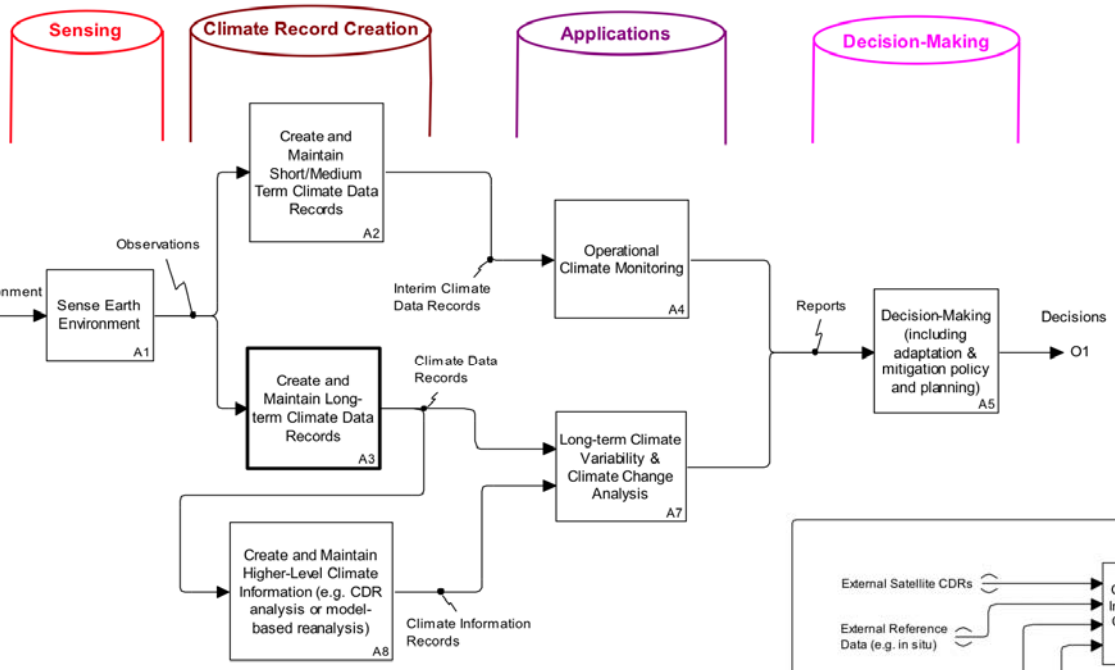 Sensing
Climate Record Creation
Applications
Decision-Making
Create and
Maintain
Short/Medium
Term Climate Data
Records
A2
Observations
Sense Earth
Environment
A1
Interim Climate
Data Records
Operational
Climate Monitoring
A4
Reports
Decision-Making
(including
adaptation &
mitigation policy
and planning)
A5
Decisions
O1
Create and
Maintain Long-
term Climate Data
Records
A3
Climate Data
Records
Long-term Climate
Variability &
Climate Change
Analysis
A7
Create and Maintain
Higher-Level Climate
Information (e.g. CDR
analysis or model-
based reanalysis)
A8
Climate Information
Records
External Satellite CDRs
External Reference
Data (e.g. in situ)